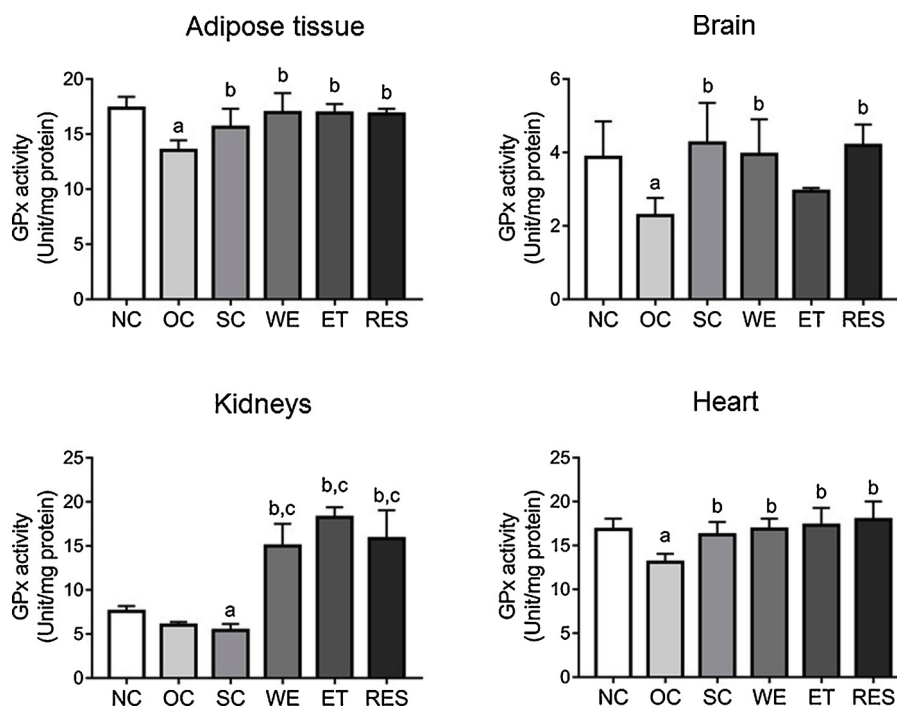 Adipose tissue
GPx activity
(Unit/mg protein)
20
15
10
5
0
a
b
b
b
b
NC OC SC WE ET RES
Brain
GPx activity
(Unit/mg protein)
6
4
2
0
a
b
b
b
NC OC SC WE ET RES
Kidneys
GPx activity
(Unit/mg protein)
25
20
15
10
5
0
a
b,c
b,c
b,c
NC OC SC WE ET RES
Heart
GPx activity
(Unit/mg protein)
25
20
15
10
5
0
a
b
b
b
b
NC OC SC WE ET RES